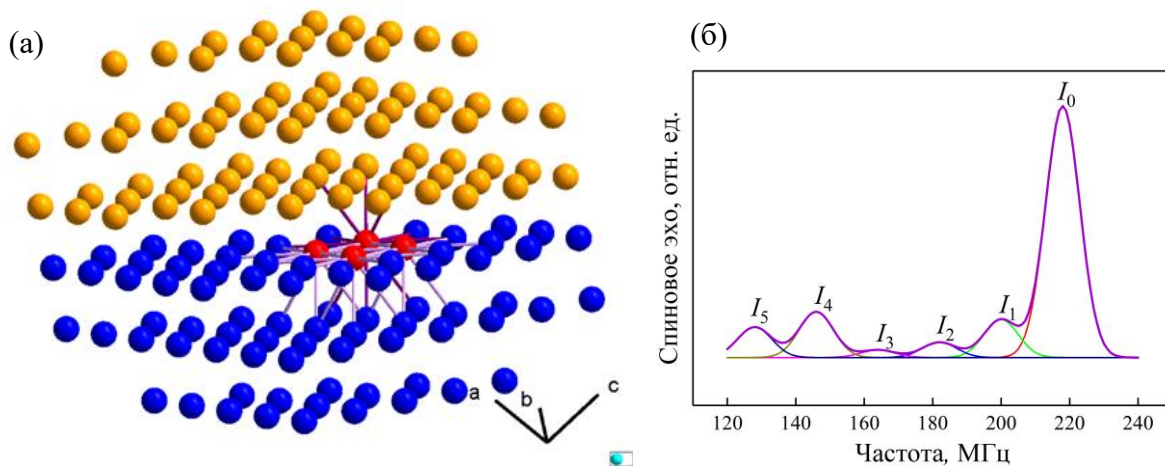 (а)
a
b
c
(б)
Спиновое эхо, отн. ед.
I₀
I₁
I₂
I₃
I₄
I₅
120 140 160 180 200 220 240
Частота, МГц